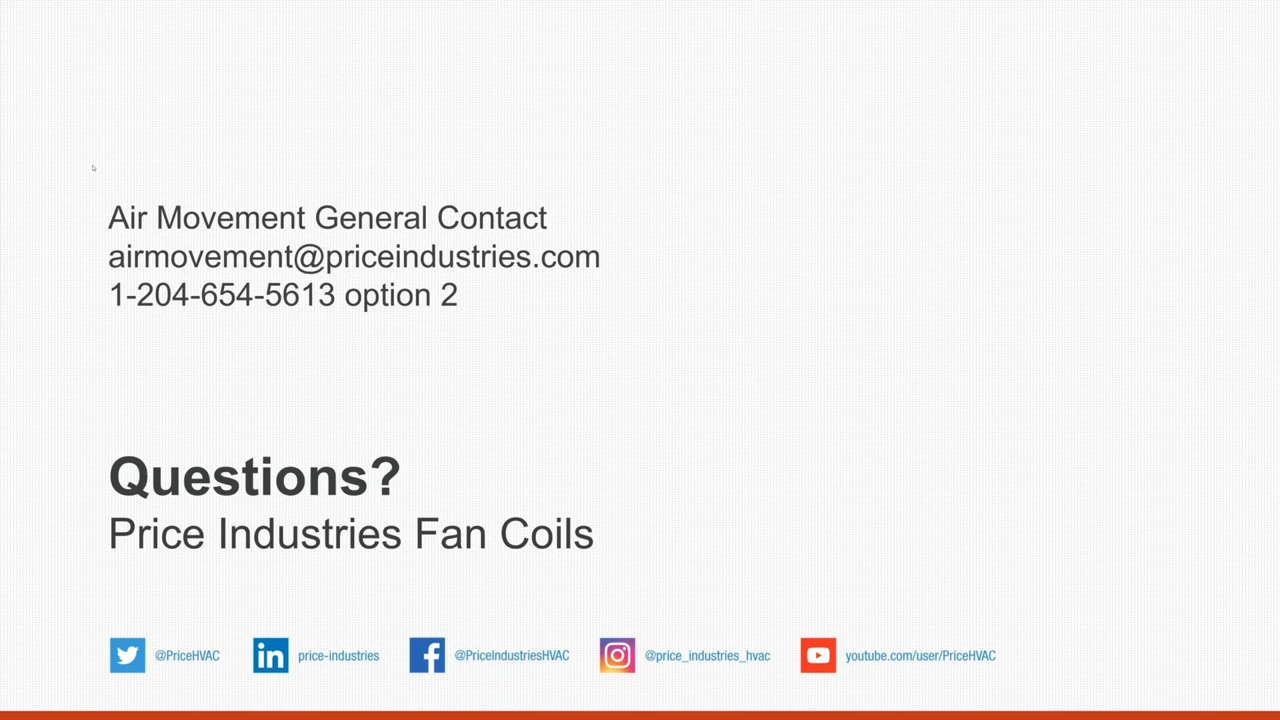 Air Movement General Contact
airmovement@priceindustries.com
1-204-654-5613 option 2
Questions?
Price Industries Fan Coils
@PriceHVAC
price-industries
@PriceIndustriesHVAC
@price_industries_hvac
youtube.com/user/PriceHVAC